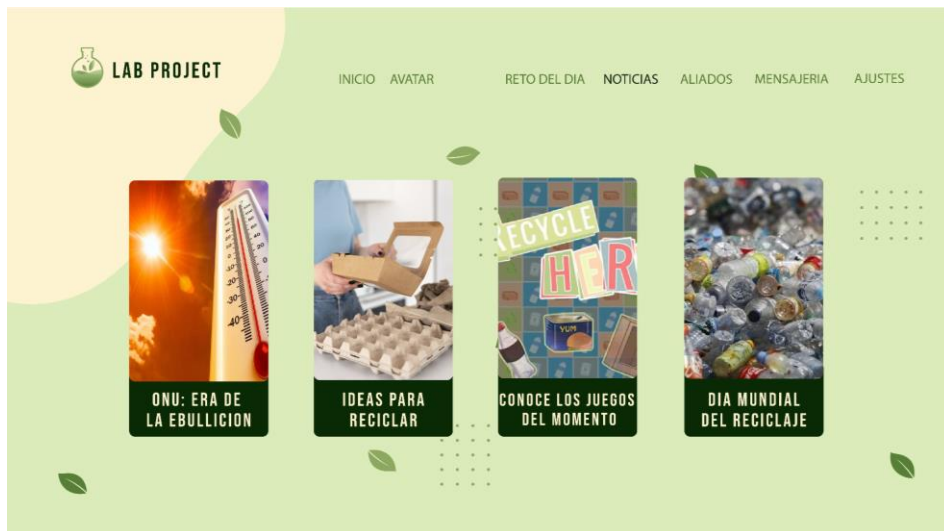 LAB PROJECT
INICIO AVATAR RETO DEL DIA NOTICIAS ALIADOS MENSAJERIA AJUSTES
RECYCLE
HER
YUM
ONU: ERA DE
LA EBULLICION
IDEAS PARA
RECICLAR
CONOCE LOS JUEGOS
DEL MOMENTO
DIA MUNDIAL
DEL RECICLAJE